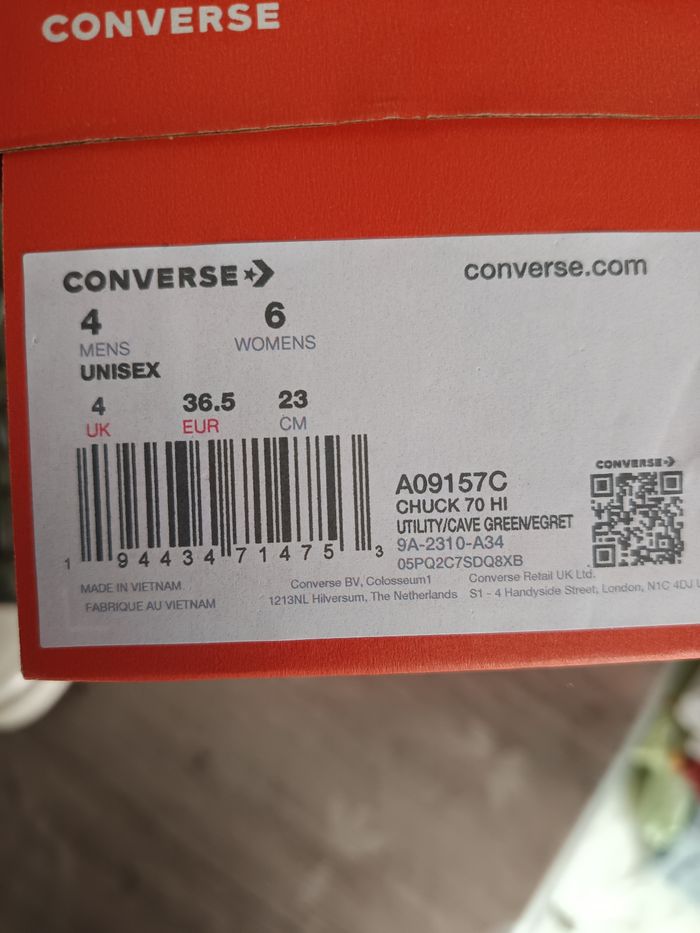 CONVERSE
CONVERSE
converse.com
4 6
MENS WOMENS
UNISEX
4 36.5 23
UK EUR CM
A09157C
CHUCK 70 HI
UTILITY/CAVE GREEN/EGRET
9A-2310-A34
05PQ2C7SDQ8XB
CONVERSE
1 94434 71475 3
MADE IN VIETNAM
FABRIQUE AU VIETNAM
Converse BV, Colosseum1
1213NL Hilversum, The Netherlands
Converse Retail UK Ltd.
S1 - 4 Handyside Street, London, N1C 4DJ